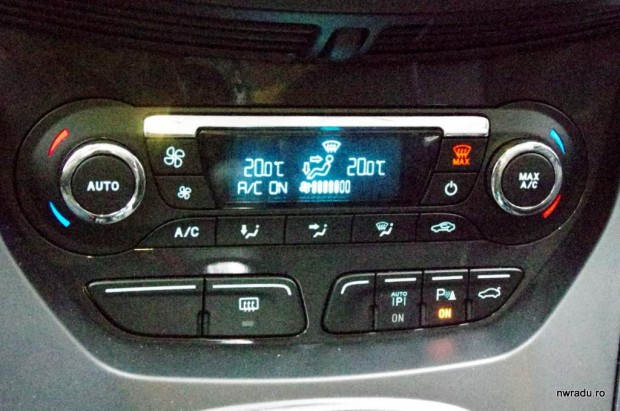 20.0°C 20.0°C
A/C ON
AUTO
MAX
MAX
A/C
A/C
AUTO
P
ON
P
ON
nwradu.ro